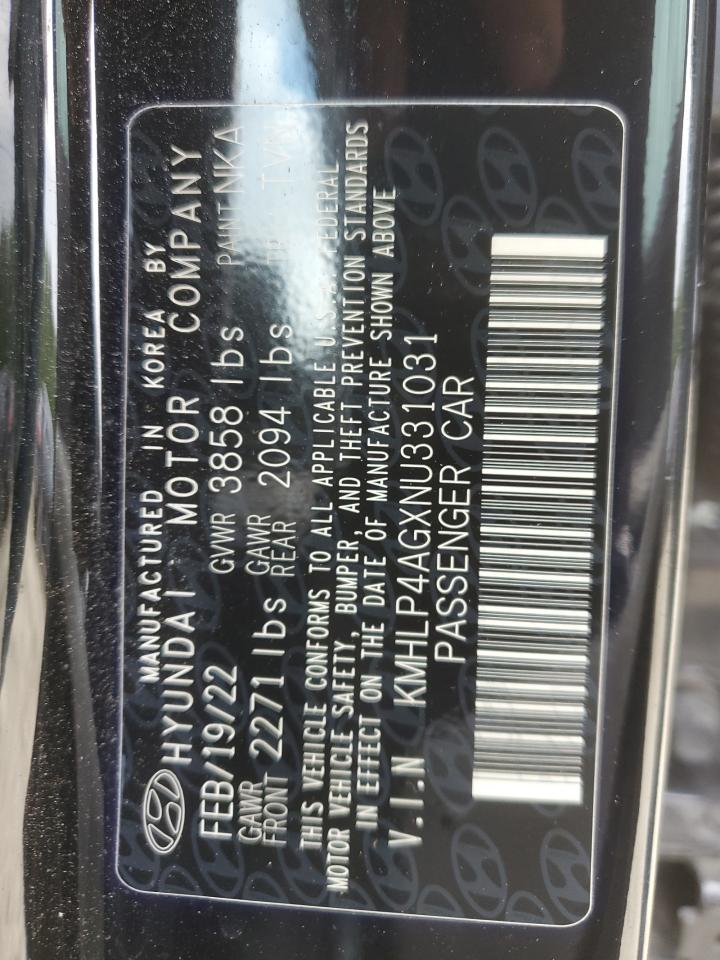 MANUFACTURED IN KOREA BY
HYUNDAI MOTOR COMPANY
FEB/19/22 GVWR 3858 lbs PAINT NKA
GAWR FRONT 2271 lbs GAWR REAR 2094 lbs
THIS VEHICLE CONFORMS TO ALL APPLICABLE U.S.A. FEDERAL
MOTOR VEHICLE SAFETY, BUMPER, AND THEFT PREVENTION STANDARDS
IN EFFECT ON THE DATE OF MANUFACTURE SHOWN ABOVE
V.I.N KMHLP4AGXNU331031
PASSENGER CAR